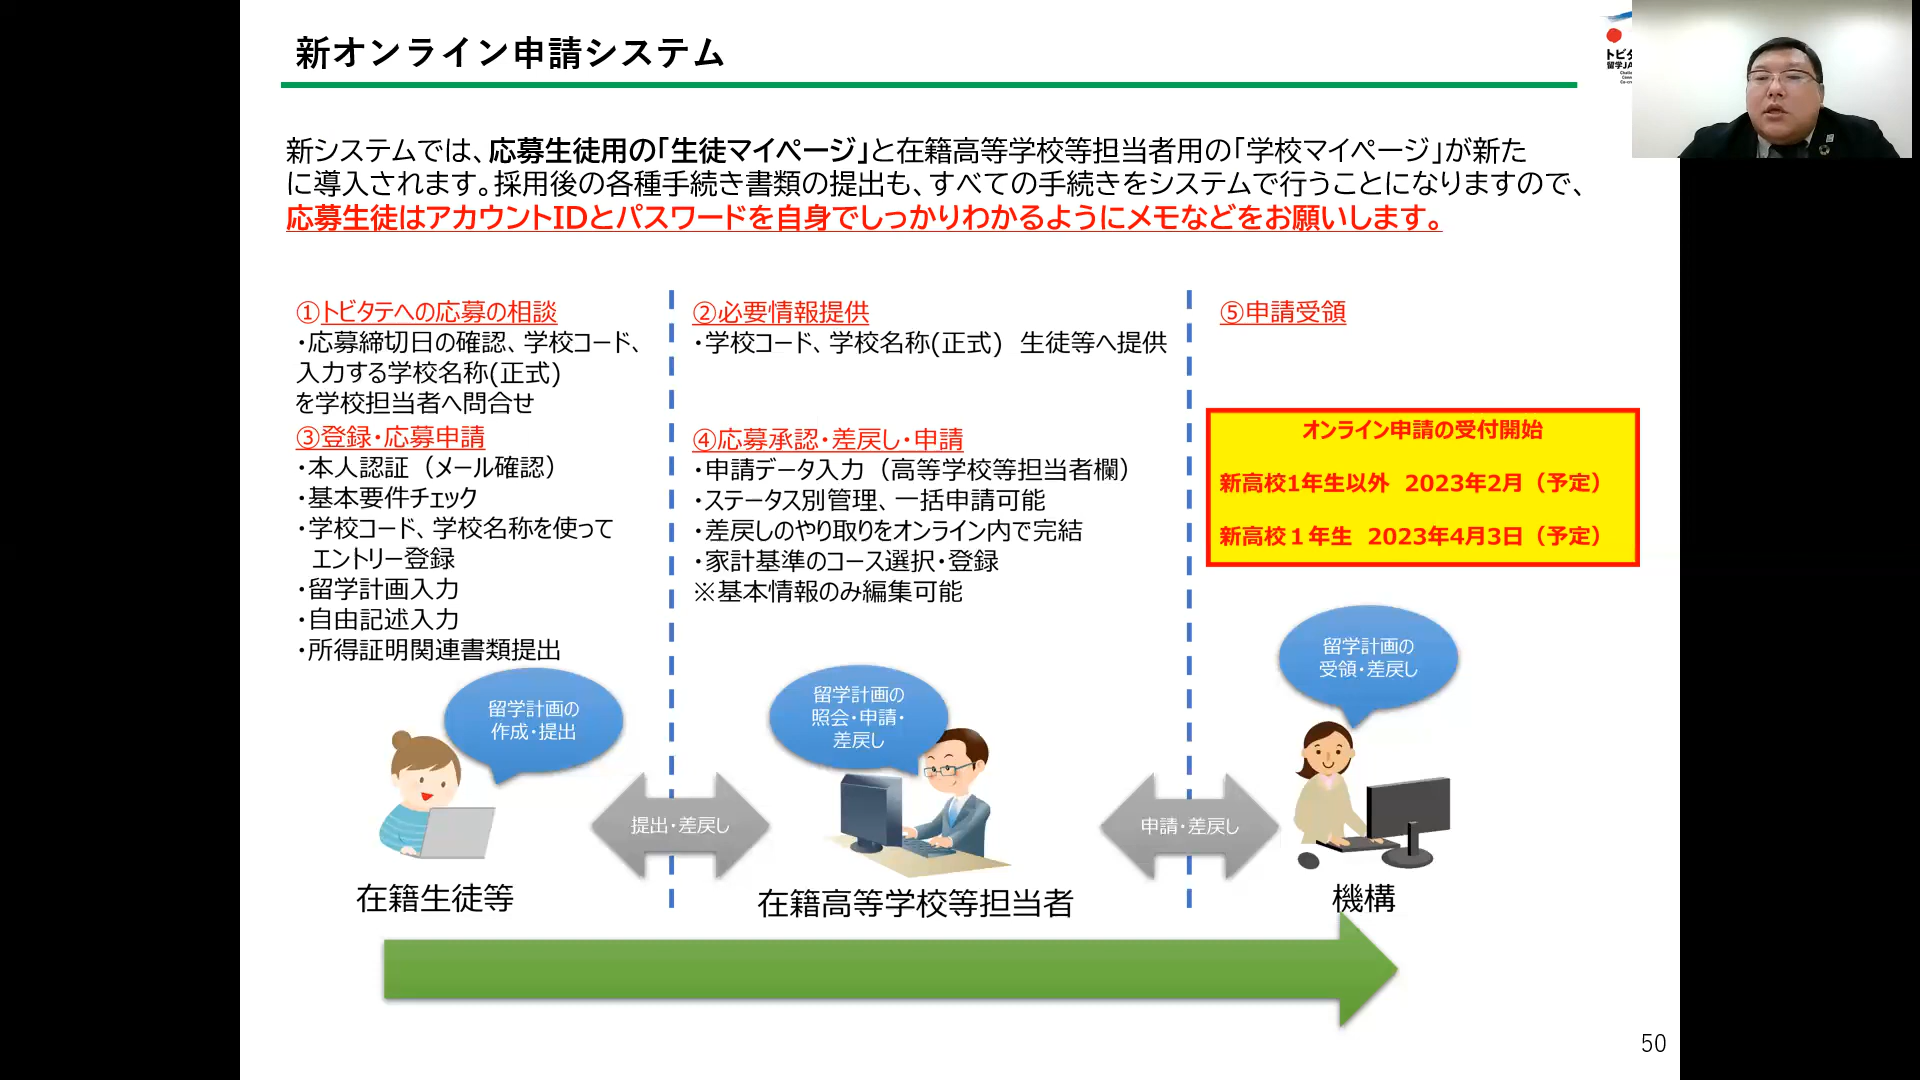 新オンライン申請システム
新システムでは、応募生徒用の「生徒マイページ」と在籍高等学校等担当者用の「学校マイページ」が新た
に導入されます。採用後の各種手続き書類の提出も、すべての手続きをシステムで行うことになりますので、
応募生徒はアカウントIDとパスワードを自身でしっかりわかるようにメモなどをお願いします。
①トビタテへの応募の相談
・応募締切日の確認、学校コード、
入力する学校名称(正式)
を学校担当者へ問合せ
③登録・応募申請
・本人認証（メール確認）
・基本要件チェック
・学校コード、学校名称を使って
エントリー登録
・留学計画入力
・自由記述入力
・所得証明関連書類提出
②必要情報提供
・学校コード、学校名称(正式) 生徒等へ提供
④応募承認・差戻し・申請
・申請データ入力（高等学校等担当者欄）
・ステータス別管理、一括申請可能
・差戻しのやり取りをオンライン内で完結
・家計基準のコース選択・登録
※基本情報のみ編集可能
⑤申請受領
オンライン申請の受付開始
新高校1年生以外 2023年2月（予定）
新高校１年生 2023年4月3日（予定）
留学計画の
作成・提出
留学計画の
照会・申請・
差戻し
留学計画の
受領・差戻し
提出・差戻し
申請・差戻し
在籍生徒等
在籍高等学校等担当者
機構
50